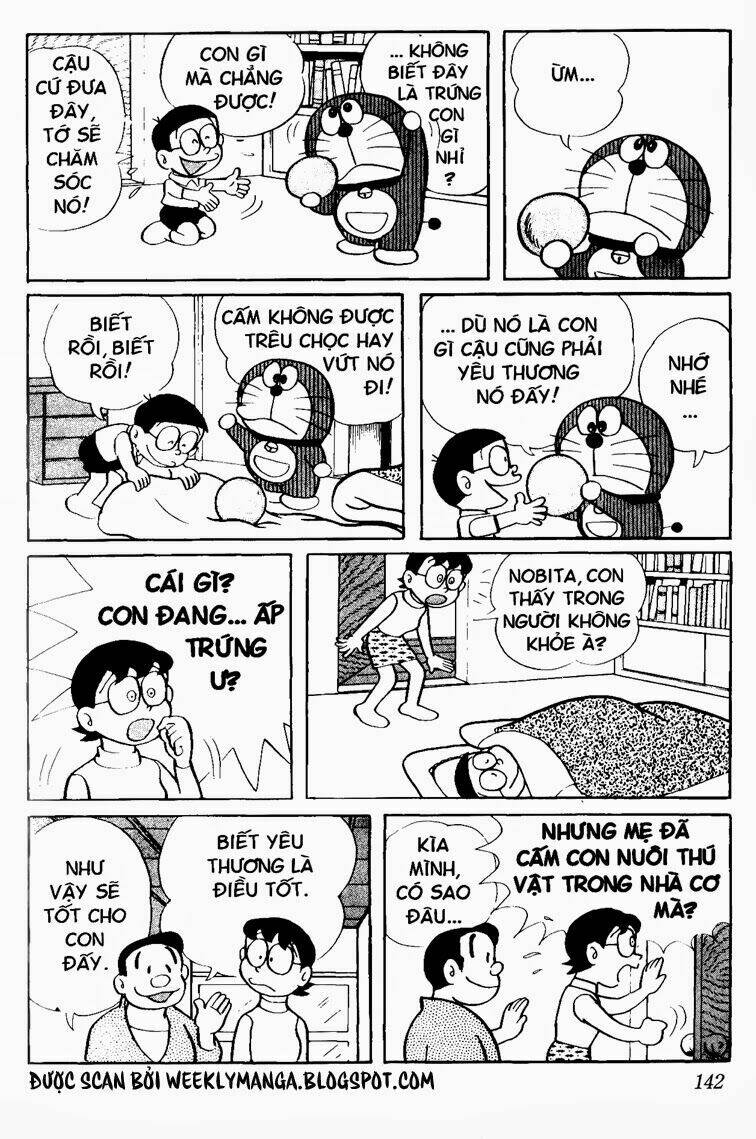 ỪM...
... KHÔNG
BIẾT ĐÂY
LÀ TRỨNG
CON
GÌ
NHỈ
?
CON GÌ
MÀ CHẲNG
ĐƯỢC!
CẬU
CỨ ĐƯA
ĐÂY,
TỚ SẼ
CHĂM
SÓC
NÓ!
NHỚ
NHÉ
...
... DÙ NÓ LÀ CON
GÌ CẬU CŨNG PHẢI
YÊU THƯƠNG
NÓ ĐẤY!
CẤM KHÔNG ĐƯỢC
TRÊU CHỌC HAY
VỨT NÓ
ĐI!
BIẾT
RỒI, BIẾT
RỒI!
NOBITA, CON
THẤY TRONG
NGƯỜI KHÔNG
KHỎE À?
CÁI GÌ?
CON ĐANG... ẤP
TRỨNG
Ư?
NHƯNG MẸ ĐÃ
CẤM CON NUÔI THÚ
VẬT TRONG NHÀ CƠ
MÀ?
KÌA
MÌNH,
CÓ SAO
ĐÂU...
BIẾT YÊU
THƯƠNG LÀ
ĐIỀU TỐT.
NHƯ
VẬY SẼ
TỐT CHO
CON
ĐẤY.
ĐƯỢC SCAN BỞI WEEKLYMANGA.BLOGSPOT.COM
142